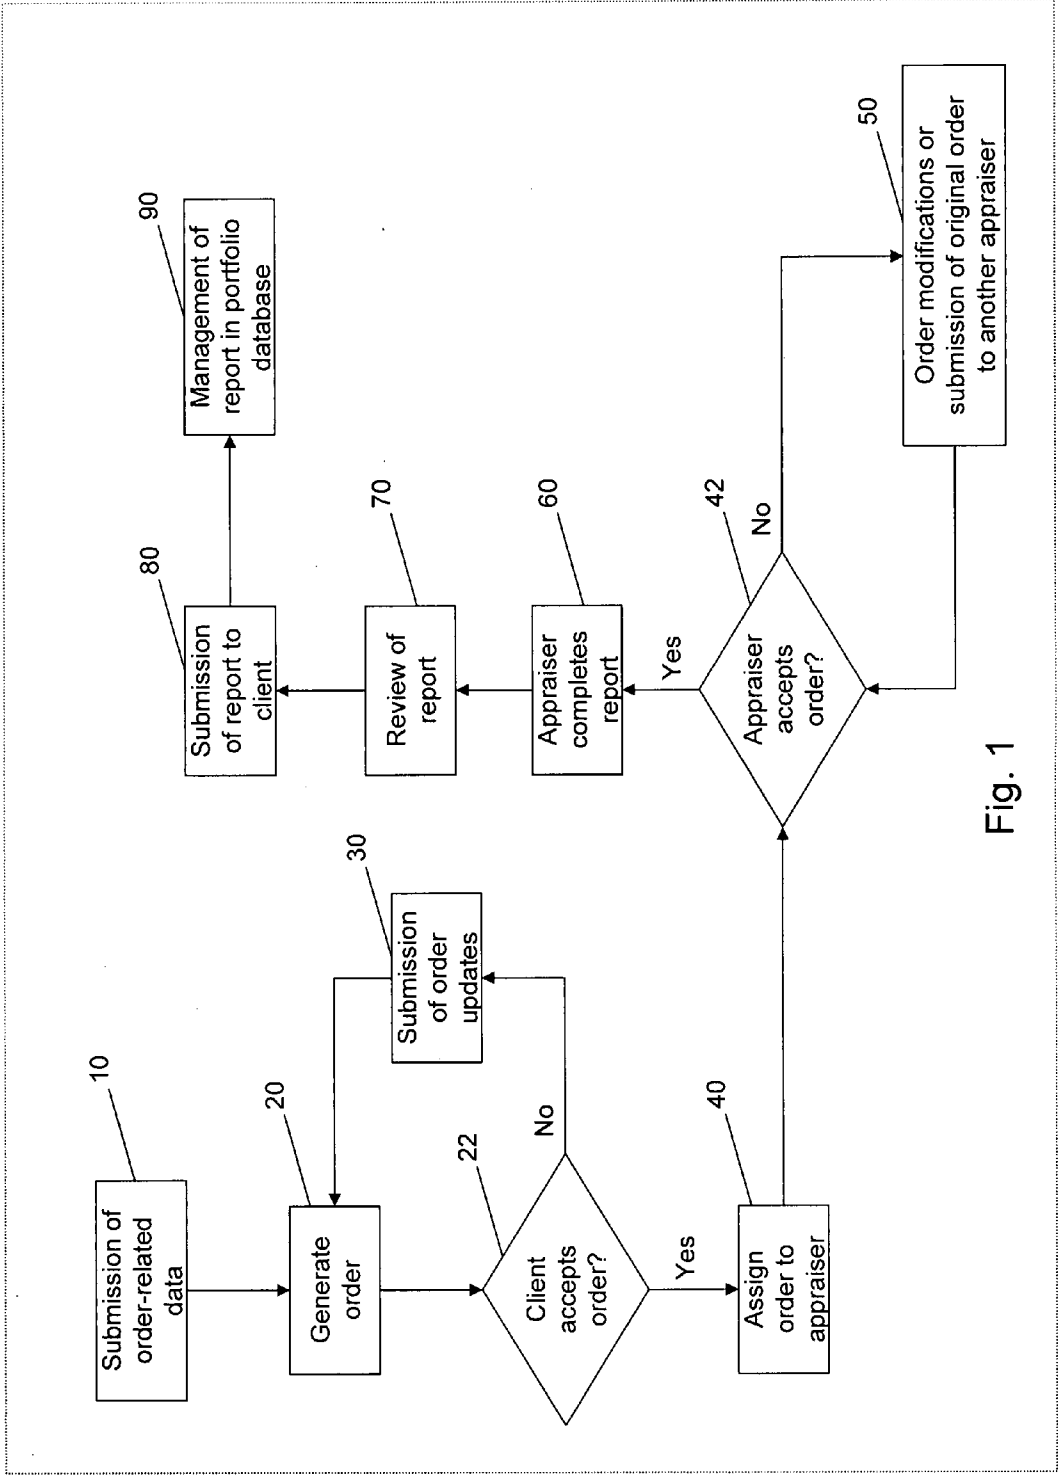 10
Submission of
order-related
data
20
Generate
order
30
Submission
of order
updates
22
Client
accepts
order?
No
Yes
40
Assign
order to
appraiser
42
Appraiser
accepts
order?
No
Yes
50
Order modifications or
submission of original order
to another appraiser
60
Appraiser
completes
report
70
Review of
report
80
Submission
of report to
client
90
Management of
report in portfolio
database
Fig. 1